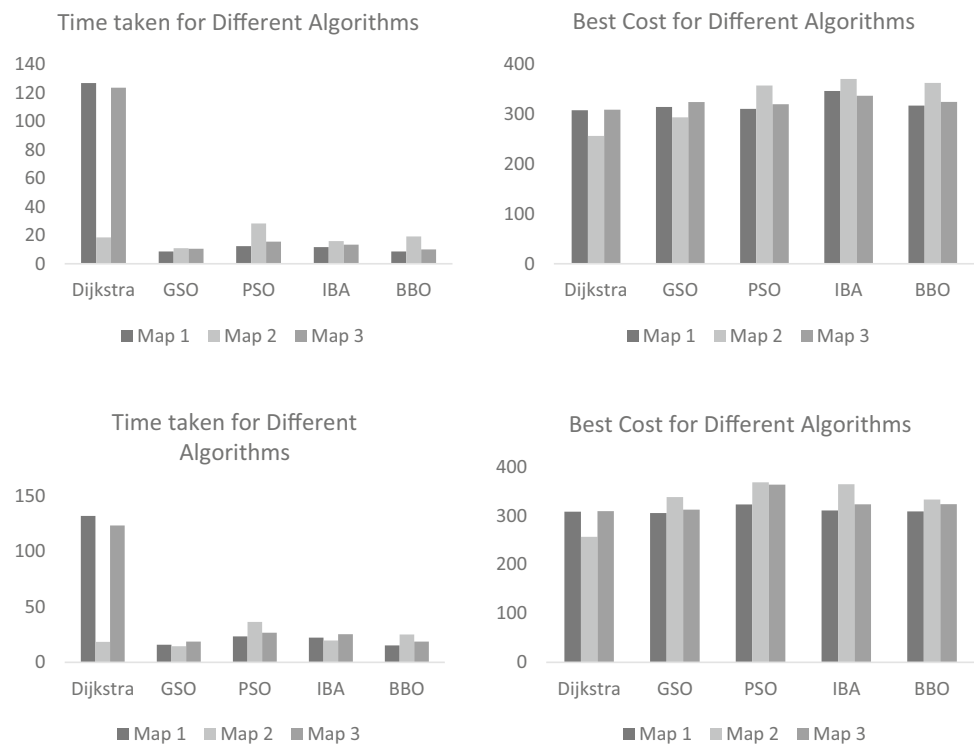 Time taken for Different Algorithms
140
120
100
80
60
40
20
0
Dijkstra GSO PSO IBA BBO
Map 1 Map 2 Map 3
Best Cost for Different Algorithms
400
300
200
100
0
Dijkstra GSO PSO IBA BBO
Map 1 Map 2 Map 3
Time taken for Different
Algorithms
150
100
50
0
Dijkstra GSO PSO IBA BBO
Map 1 Map 2 Map 3
Best Cost for Different Algorithms
400
300
200
100
0
Dijkstra GSO PSO IBA BBO
Map 1 Map 2 Map 3